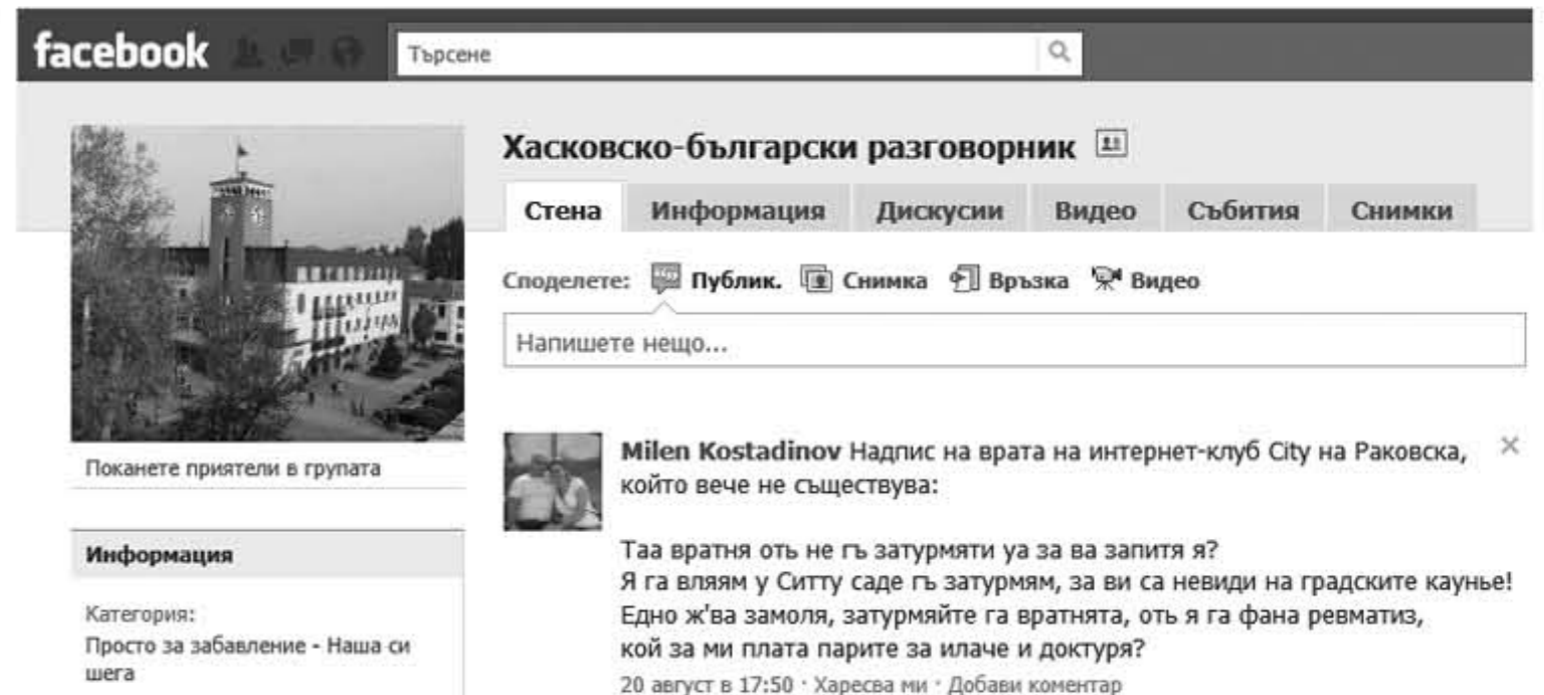 facebook
Търсене
Хасковско-български разговорник
Стена Информация Дискусии Видео Събития Снимки
Споделете: Публик. Снимка Връзка Видео
Напишете нещо...
Поканете приятели в групата
Информация
Категория:
Просто за забавление - Наша си
шега
Milen Kostadinov Надпис на врата на интернет-клуб City на Раковска,
който вече не съществува:
Таа вратня оть не гъ затурмяти уа за ва запитя я?
Я га вляям у Ситту саде гъ затурмям, за ви са невиди на градските каунье!
Едно ж'ва замоля, затурмяйте га вратнята, оть я га фана ревматиз,
кой за ми плата парите за илаче и доктуря?
20 август в 17:50 · Харесва ми · Добави коментар